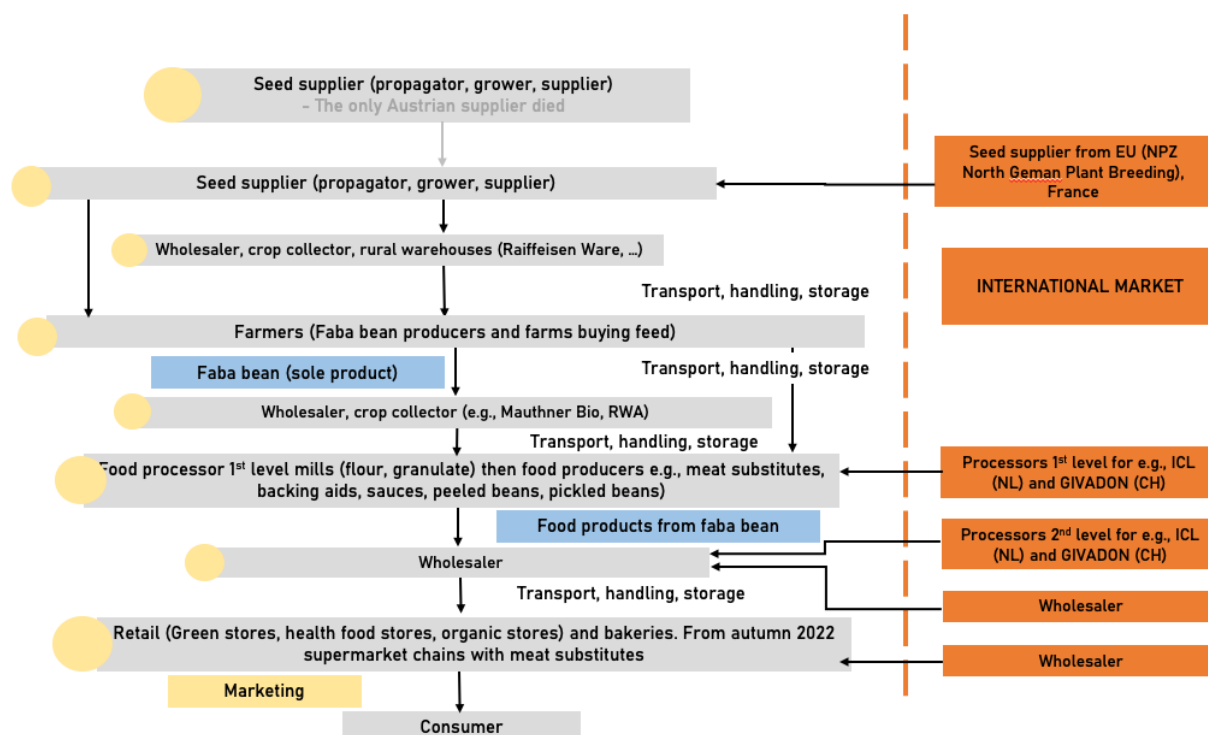 Seed supplier (propagator, grower, supplier)
- The only Austrian supplier died
Seed supplier from EU (NPZ
North Geman Plant Breeding),
France
Seed supplier (propagator, grower, supplier)
Wholesaler, crop collector, rural warehouses (Raiffeisen Ware, ...)
INTERNATIONAL MARKET
Transport, handling, storage
Farmers (Faba bean producers and farms buying feed)
Faba bean (sole product)
Transport, handling, storage
Wholesaler, crop collector (e.g., Mauthner Bio, RWA)
Transport, handling, storage
Food processor 1st level mills (flour, granulate) then food producers e.g., meat substitutes,
backing aids, sauces, peeled beans, pickled beans)
Processors 1st level for e.g., ICL
(NL) and GIVADON (CH)
Food products from faba bean
Processors 2nd level for e.g., ICL
(NL) and GIVADON (CH)
Wholesaler
Transport, handling, storage
Wholesaler
Retail (Green stores, health food stores, organic stores) and bakeries. From autumn 2022
supermarket chains with meat substitutes
Wholesaler
Marketing
Consumer